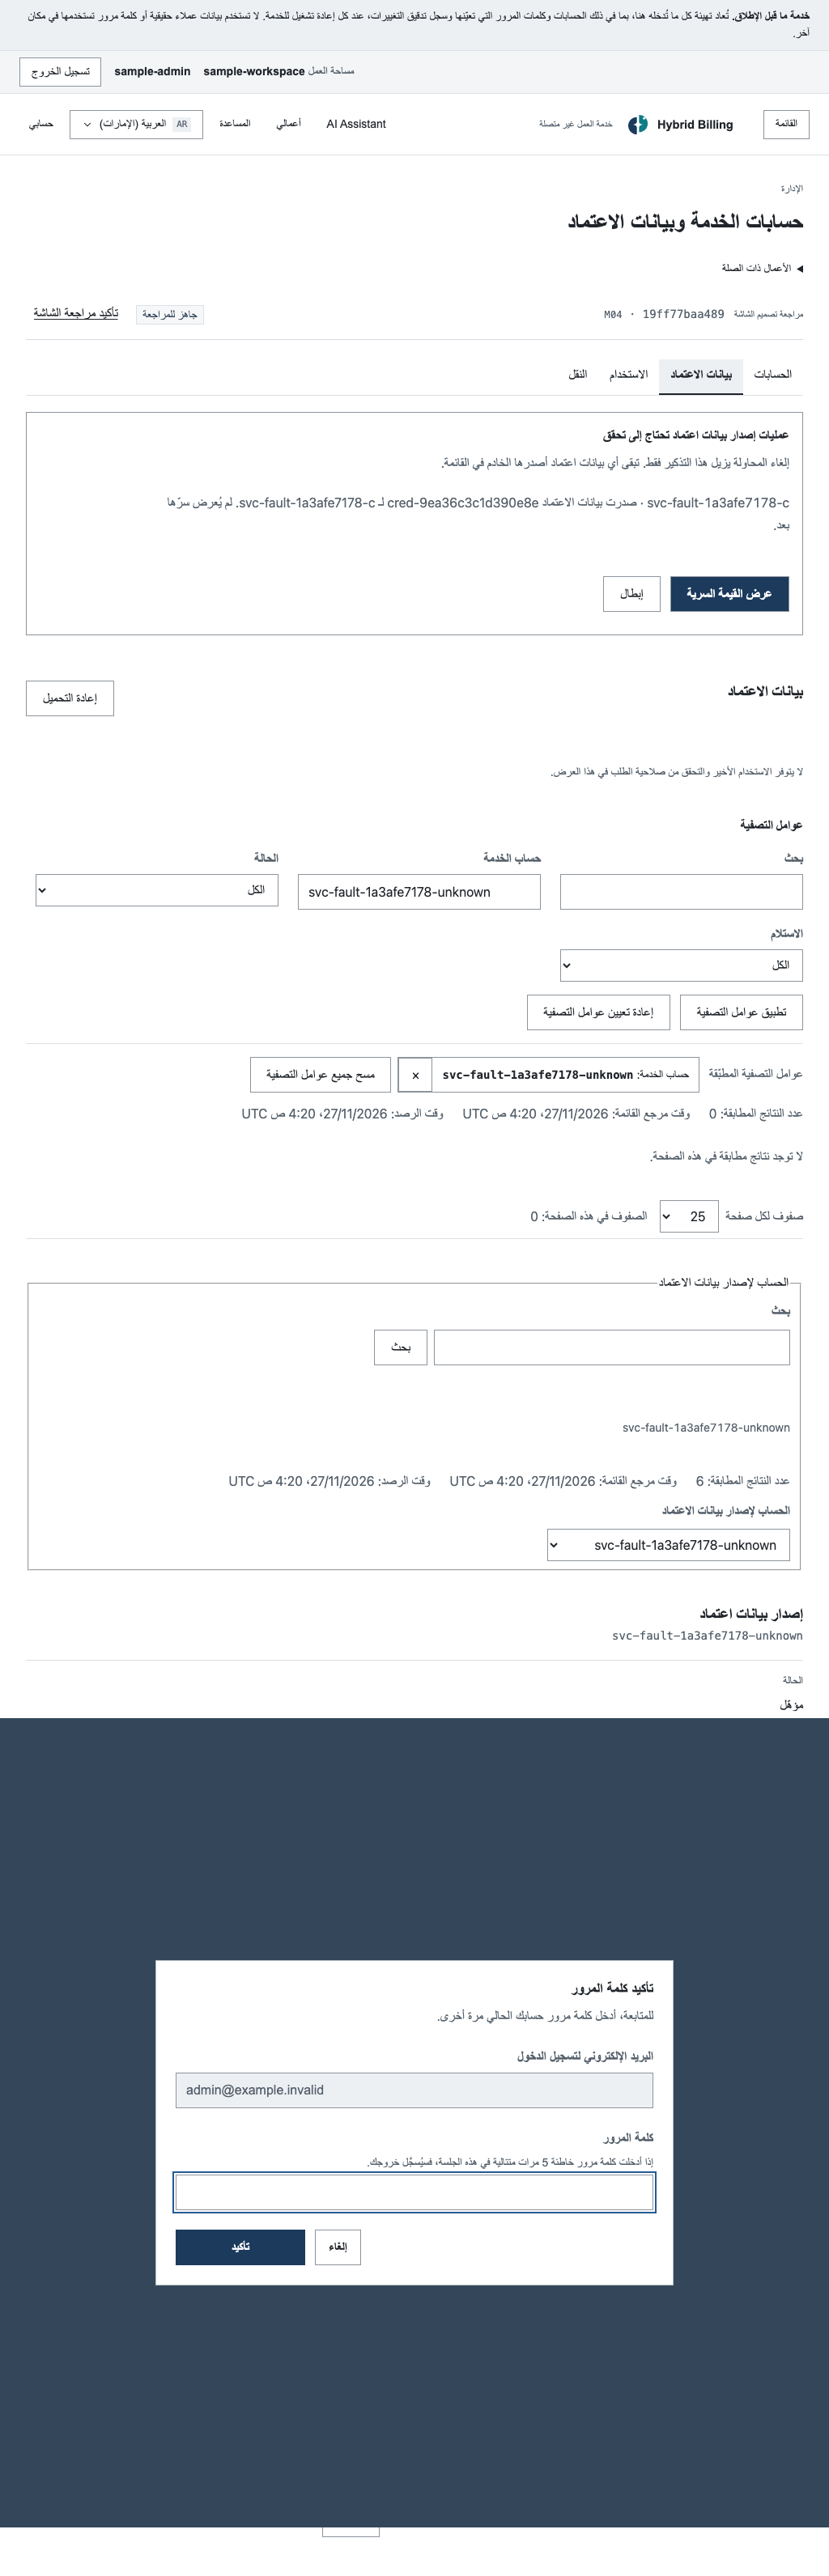 خدمة ما قبل الإطلاق. تُعاد تهيئة كل ما تُدخله هنا، بما في ذلك الحسابات وكلمات المرور التي تعيّنها وسجل تدقيق التغييرات، عند كل إعادة تشغيل للخدمة. لا تستخدم بيانات عملاء حقيقية أو كلمة مرور تستخدمها في مكان
آخر.
مساحة العمل sample-workspace sample-admin تسجيل الخروج
القائمة Hybrid Billing خدمة العمل غير متصلة AI Assistant أعمالي المساعدة AR العربية (الإمارات) حسابي
الإدارة
حسابات الخدمة وبيانات الاعتماد
الأعمال ذات الصلة
مراجعة تصميم الشاشة M04 · 19ff77baa489 جاهز للمراجعة تأكيد مراجعة الشاشة
الحسابات بيانات الاعتماد الاستخدام النقل
عمليات إصدار بيانات اعتماد تحتاج إلى تحقق
إلغاء المحاولة يزيل هذا التذكير فقط. تبقى أي بيانات اعتماد أصدرها الخادم في القائمة.
svc-fault-1a3afe7178-c · صدرت بيانات الاعتماد cred-9ea36c3c1d390e8e لـ svc-fault-1a3afe7178-c. لم يُعرض سرّها
بعد.
عرض القيمة السرية إبطال
بيانات الاعتماد إعادة التحميل
لا يتوفر الاستخدام الأخير والتحقق من صلاحية الطلب في هذا العرض.
عوامل التصفية
بحث حساب الخدمة الحالة
svc-fault-1a3afe7178-unknown الكل
الاستلام
الكل
تطبيق عوامل التصفية إعادة تعيين عوامل التصفية
عوامل التصفية المطبّقة حساب الخدمة: svc-fault-1a3afe7178-unknown × مسح جميع عوامل التصفية
عدد النتائج المطابقة: 0 وقت مرجع القائمة: 27/11/2026، 4:20 ص UTC وقت الرصد: 27/11/2026، 4:20 ص UTC
لا توجد نتائج مطابقة في هذه الصفحة.
صفوف لكل صفحة 25 الصفوف في هذه الصفحة: 0
الحساب لإصدار بيانات الاعتماد
بحث
بحث
svc-fault-1a3afe7178-unknown
عدد النتائج المطابقة: 6 وقت مرجع القائمة: 27/11/2026، 4:20 ص UTC وقت الرصد: 27/11/2026، 4:20 ص UTC
الحساب لإصدار بيانات الاعتماد
svc-fault-1a3afe7178-unknown
إصدار بيانات اعتماد
svc-fault-1a3afe7178-unknown
الحالة
مؤهّل
تأكيد كلمة المرور
للمتابعة، أدخل كلمة مرور حسابك الحالي مرة أخرى.
البريد الإلكتروني لتسجيل الدخول
admin@example.invalid
كلمة المرور
إذا أدخلت كلمة مرور خاطئة 5 مرات متتالية في هذه الجلسة، فسيُسجَّل خروجك.
إلغاء تأكيد